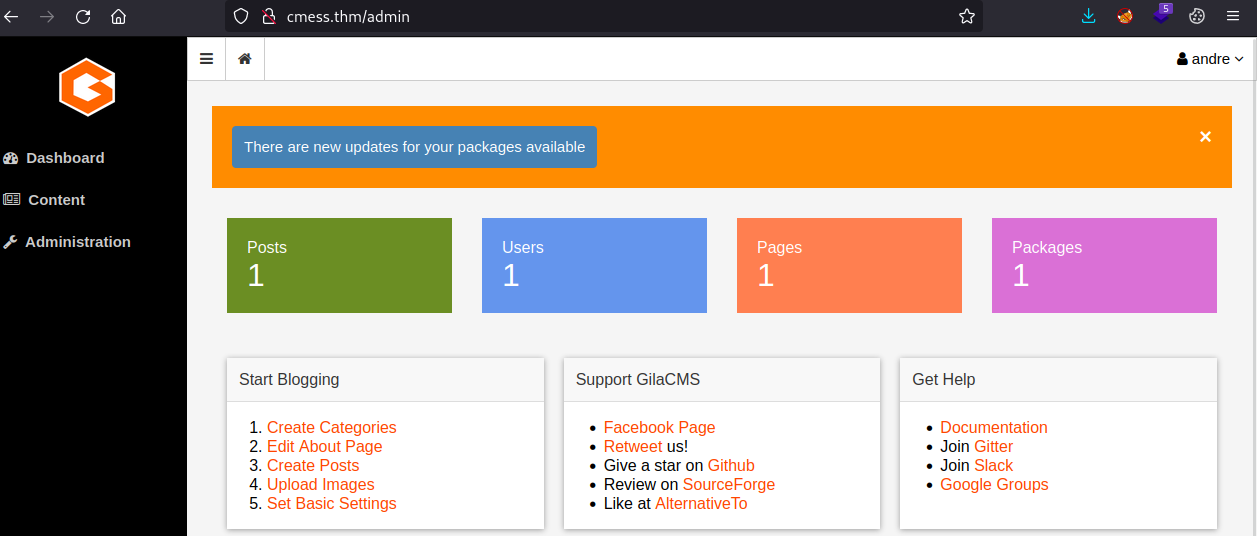 cmess.thm/admin
5
andre
Dashboard
Content
Administration
There are new updates for your packages available
×
Posts
1
Users
1
Pages
1
Packages
1
Start Blogging
1. Create Categories
2. Edit About Page
3. Create Posts
4. Upload Images
5. Set Basic Settings
Support GilaCMS
• Facebook Page
• Retweet us!
• Give a star on Github
• Review on SourceForge
• Like at AlternativeTo
Get Help
• Documentation
• Join Gitter
• Join Slack
• Google Groups